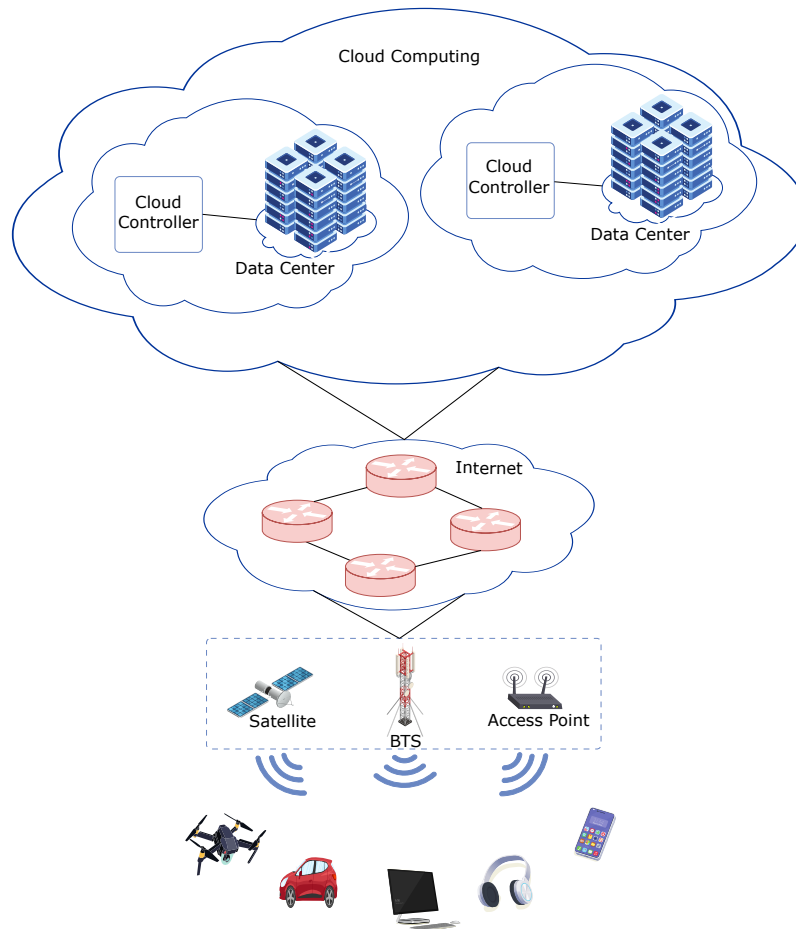 Cloud Computing
Cloud
Controller
Data Center
Cloud
Controller
Data Center
Internet
Satellite
BTS
Access Point